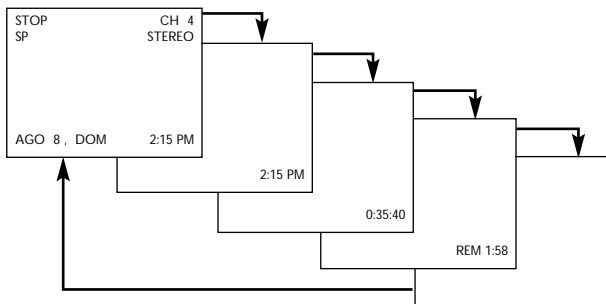 STOP CH 4
SP STEREO
AGO 8 , DOM 2:15 PM
2:15 PM
0:35:40
REM 1:58